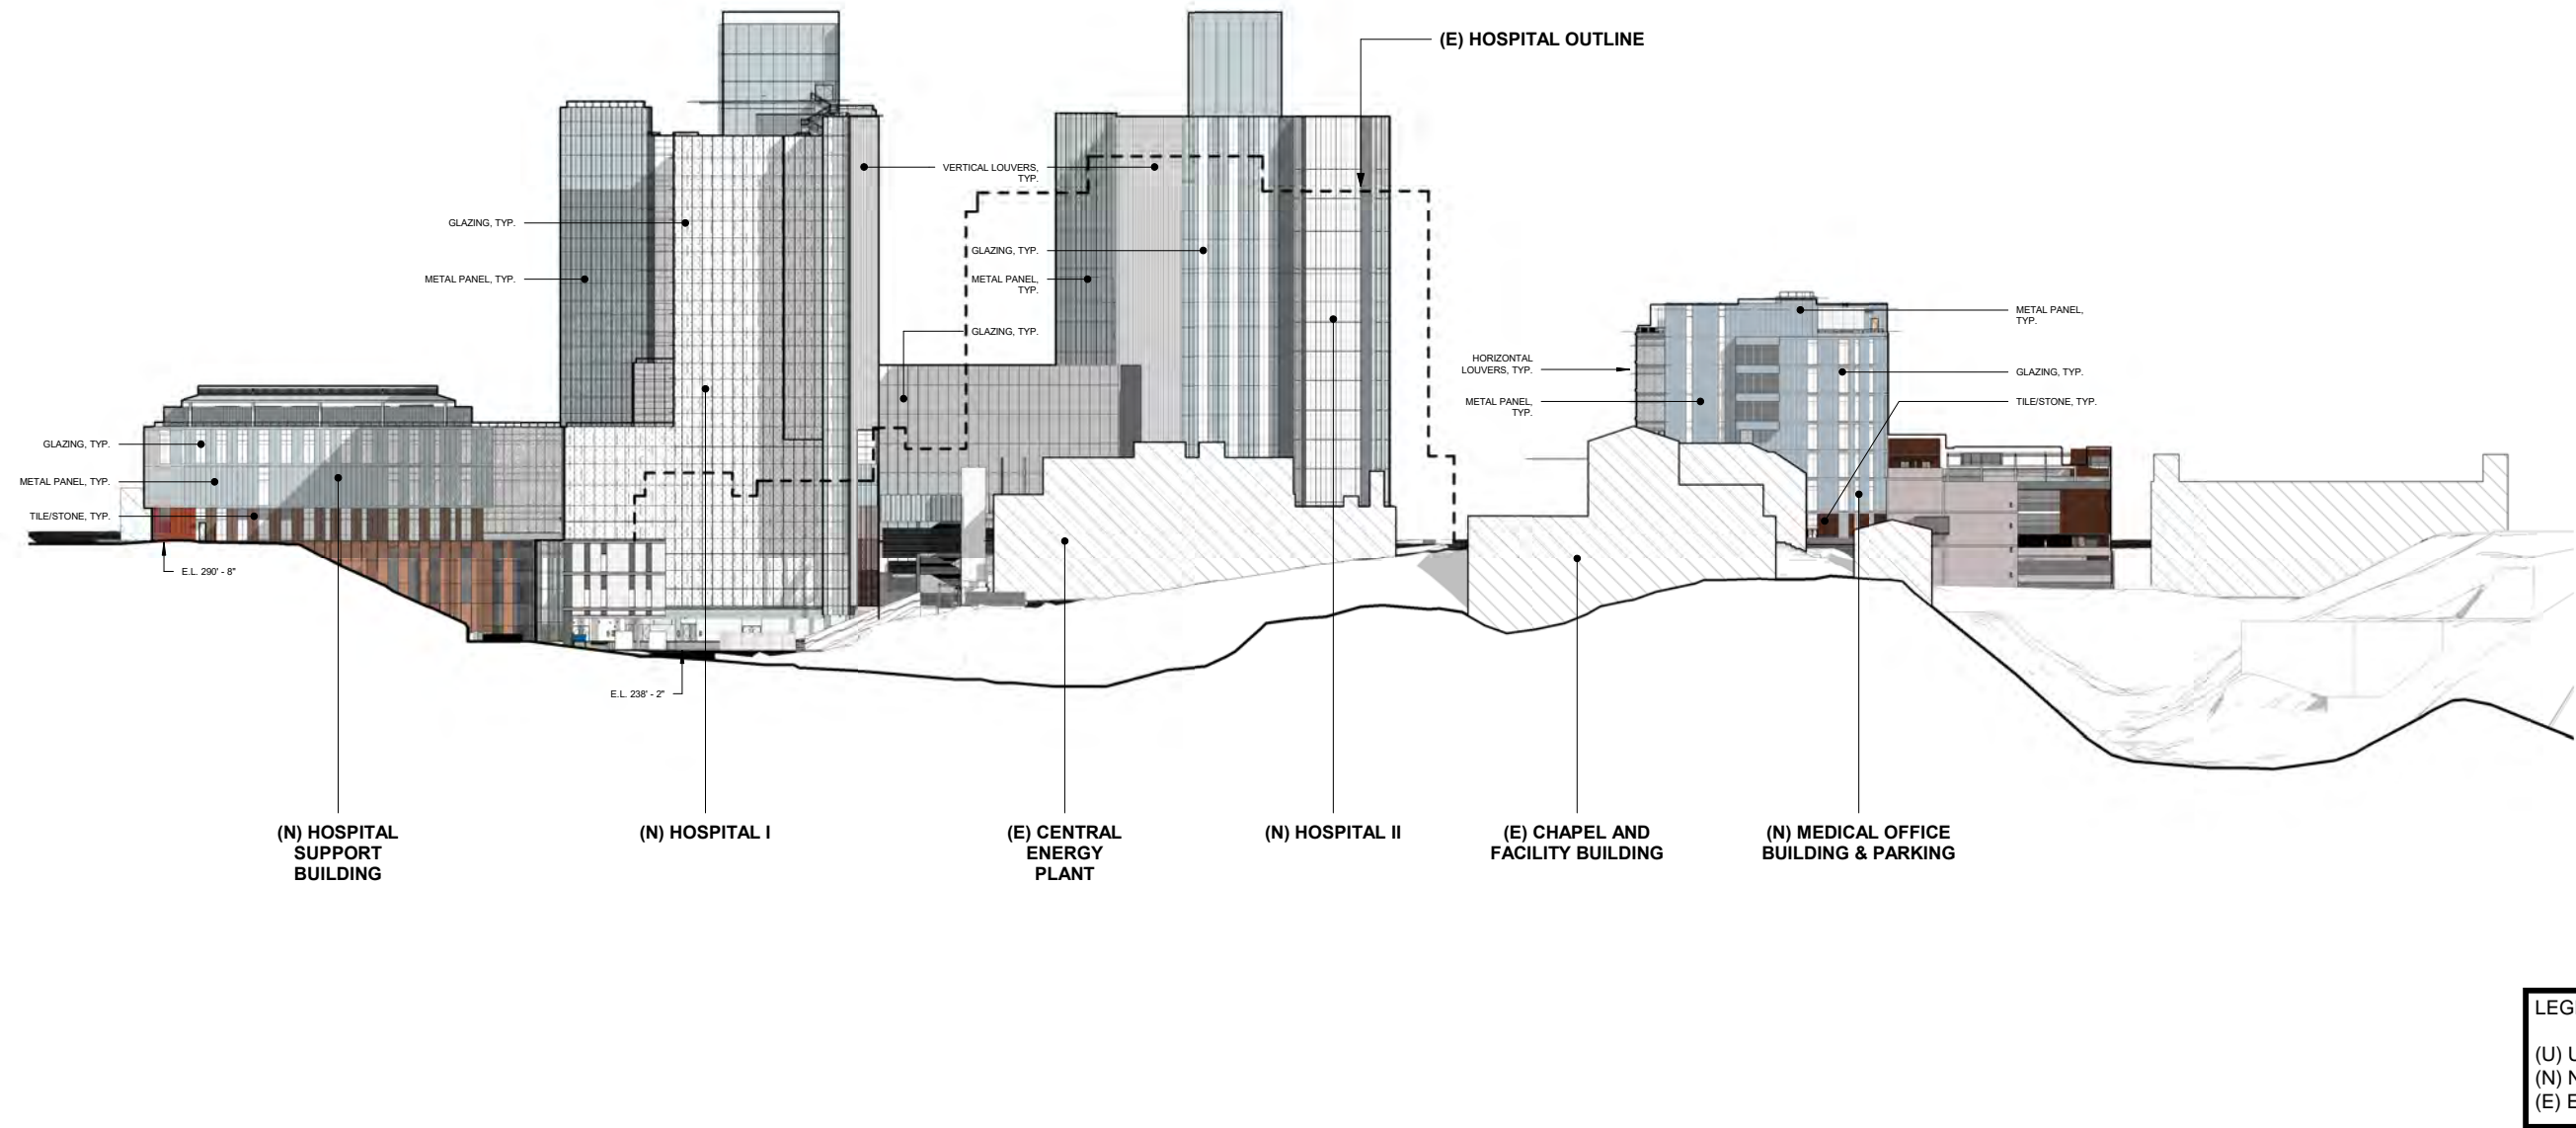 (E) HOSPITAL OUTLINE
VERTICAL LOUVERS,
TYP.
GLAZING, TYP.
METAL PANEL, TYP.
GLAZING, TYP.
METAL PANEL,
TYP.
GLAZING, TYP.
METAL PANEL,
TYP.
HORIZONTAL
LOUVERS, TYP.
GLAZING, TYP.
METAL PANEL,
TYP.
TILE/STONE, TYP.
GLAZING, TYP.
METAL PANEL, TYP.
TILE/STONE, TYP.
E.L. 290' - 8"
E.L. 238' - 2"
(N) HOSPITAL
SUPPORT
BUILDING
(N) HOSPITAL I
(E) CENTRAL
ENERGY
PLANT
(N) HOSPITAL II
(E) CHAPEL AND
FACILITY BUILDING
(N) MEDICAL OFFICE
BUILDING & PARKING
LEG
(U) U
(N) N
(E) E